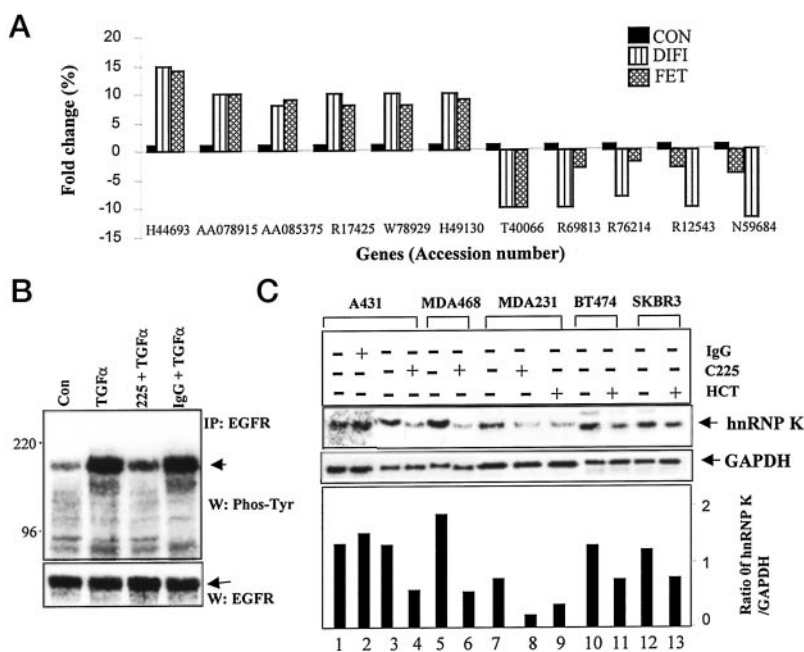 A
CON
DIFI
FET
Fold change (%)
20
15
10
5
0
-5
-10
-15
H44693 AA078915 AA085375 R17425 W78929 H49130 T40066 R69813 R76214 R12543 N59684
Genes (Accession number)
B
Con
TGFα
225 + TGFα
IgG + TGFα
IP: EGFR
220
W: Phos-Tyr
96
W: EGFR
C
A431 MDA468 MDA231 BT474 SKBR3
- + - - - - - - - - - - - IgG
- - - + - + - + - - - - - C225
- - - - - - - - + - + - + HCT
hnRNP K
GAPDH
2
1
0
Ratio 0f hnRNP K
/GAPDH
1 2 3 4 5 6 7 8 9 10 11 12 13